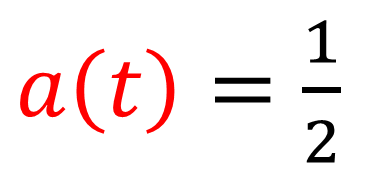 a(t) = 1/2